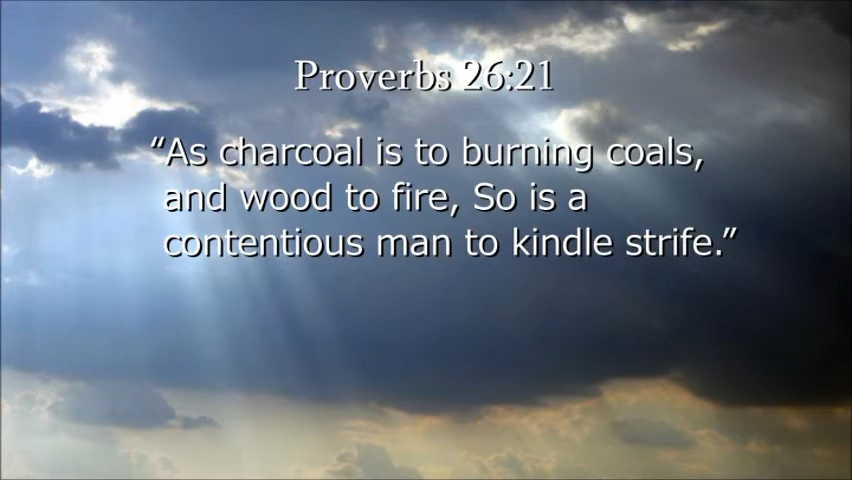 Proverbs 26:21
“As charcoal is to burning coals,
and wood to fire, So is a
contentious man to kindle strife.”